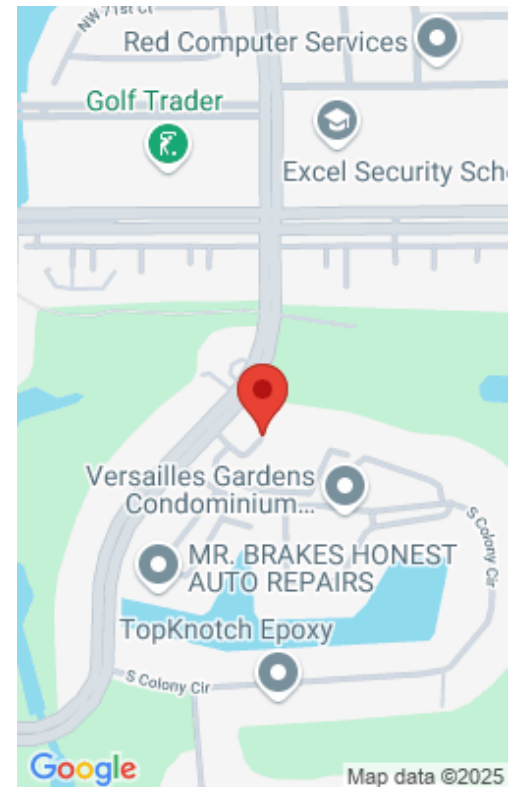 NW 71st Ct
Red Computer Services
Golf Trader
Excel Security Sch
Versailles Gardens
Condominium...
S Colony Cir
MR. BRAKES HONEST
AUTO REPAIRS
TopKnotch Epoxy
S Colony Cir
Google
Map data ©2025